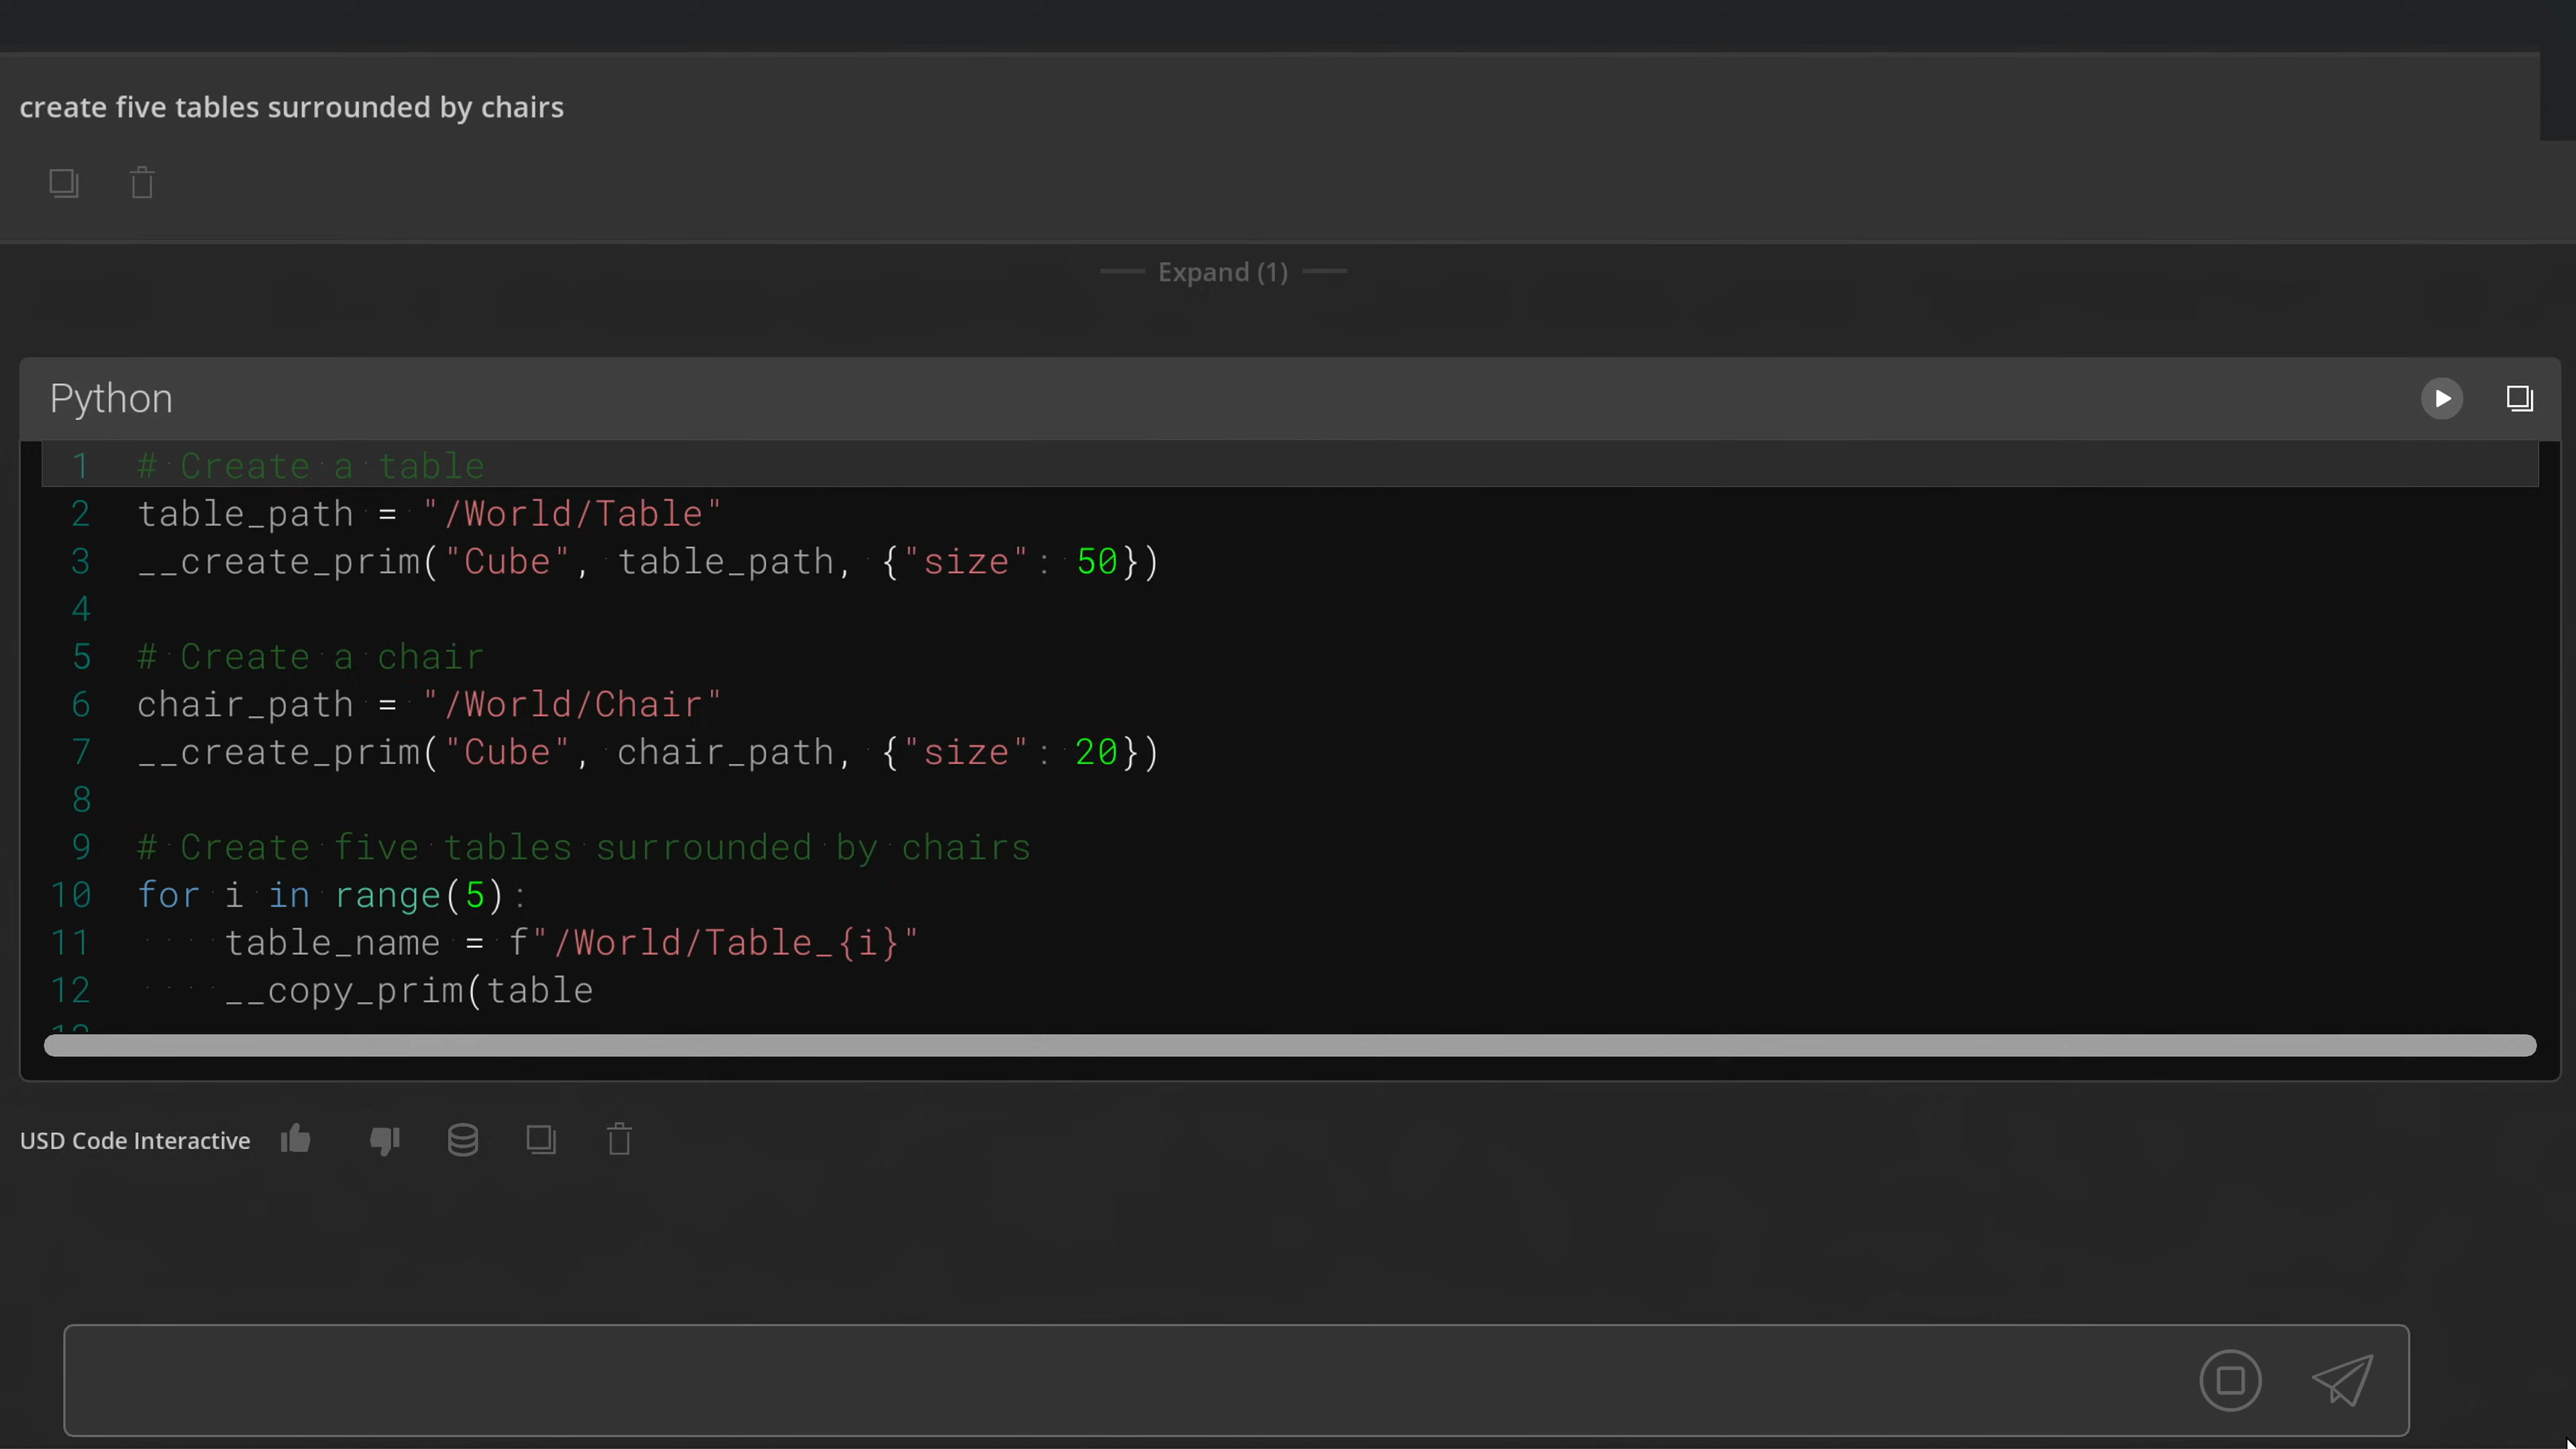 create five tables surrounded by chairs
Expand (1)
Python
1 # Create a table
2 table_path = "/World/Table"
3 __create_prim("Cube", table_path, {"size": 50})
4
5 # Create a chair
6 chair_path = "/World/Chair"
7 __create_prim("Cube", chair_path, {"size": 20})
8
9 # Create five tables surrounded by chairs
10 for i in range(5):
11     table_name = f"/World/Table_{i}"
12     __copy_prim(table
USD Code Interactive